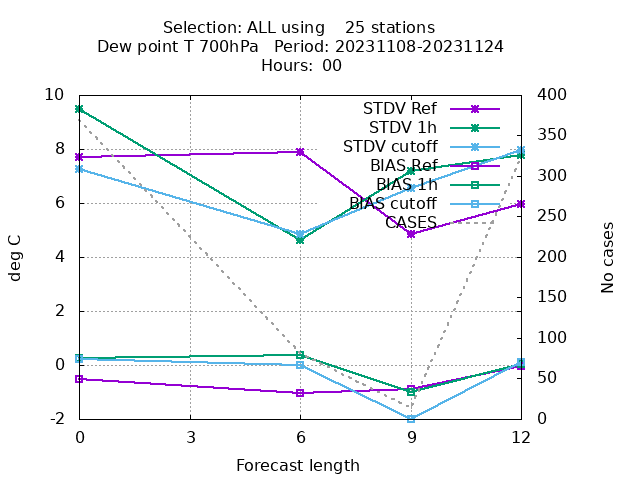 Selection: ALL using    25 stations
Dew point T 700hPa   Period: 20231108-20231124
Hours: 00
STDV Ref
STDV 1h
STDV cutoff
BIAS Ref
BIAS 1h
BIAS cutoff
CASES
10
8
6
4
2
0
-2
deg C
400
350
300
250
200
150
100
50
0
No cases
0 3 6 9 12
Forecast length